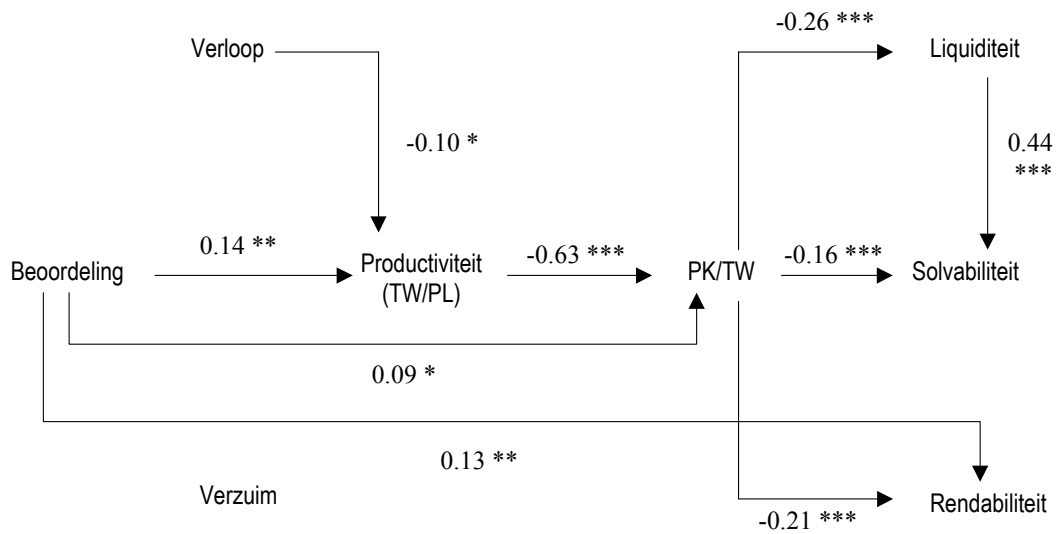 -0.26 ***
Verloop
Liquiditeit
-0.10 *
0.44
***
0.14 **
Productiviteit
(TW/PL)
-0.63 ***
Beoordeling
PK/TW
-0.16 ***
Solvabiliteit
0.09 *
0.13 **
Verzuim
-0.21 ***
Rendabiliteit